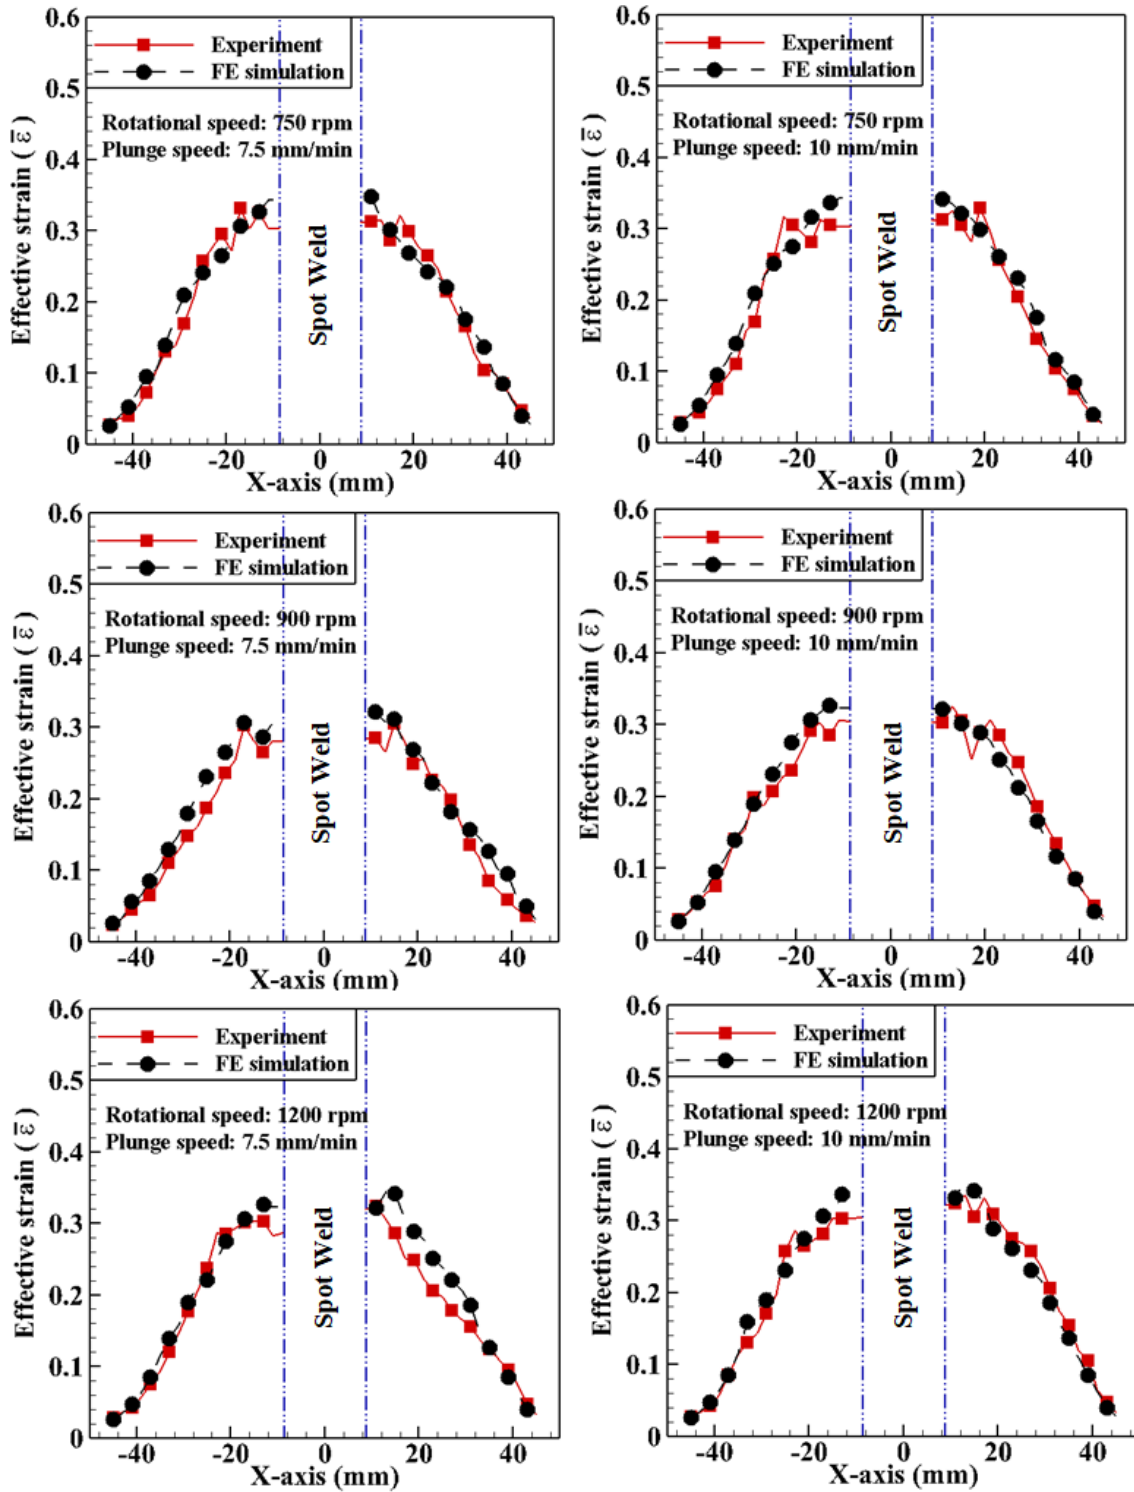 0.6
0.5
0.4
0.3
0.2
0.1
0
Effective strain ( ε̄ )
Experiment
FE simulation
Rotational speed: 750 rpm
Plunge speed: 7.5 mm/min
Spot Weld
-40 -20 0 20 40
X-axis (mm)
0.6
0.5
0.4
0.3
0.2
0.1
0
Effective strain ( ε̄ )
Experiment
FE simulation
Rotational speed: 750 rpm
Plunge speed: 10 mm/min
Spot Weld
-40 -20 0 20 40
X-axis (mm)
0.6
0.5
0.4
0.3
0.2
0.1
0
Effective strain ( ε̄ )
Experiment
FE simulation
Rotational speed: 900 rpm
Plunge speed: 7.5 mm/min
Spot Weld
-40 -20 0 20 40
X-axis (mm)
0.6
0.5
0.4
0.3
0.2
0.1
0
Effective strain ( ε̄ )
Experiment
FE simulation
Rotational speed: 900 rpm
Plunge speed: 10 mm/min
Spot Weld
-40 -20 0 20 40
X-axis (mm)
0.6
0.5
0.4
0.3
0.2
0.1
0
Effective strain ( ε̄ )
Experiment
FE simulation
Rotational speed: 1200 rpm
Plunge speed: 7.5 mm/min
Spot Weld
-40 -20 0 20 40
X-axis (mm)
0.6
0.5
0.4
0.3
0.2
0.1
0
Effective strain ( ε̄ )
Experiment
FE simulation
Rotational speed: 1200 rpm
Plunge speed: 10 mm/min
Spot Weld
-40 -20 0 20 40
X-axis (mm)